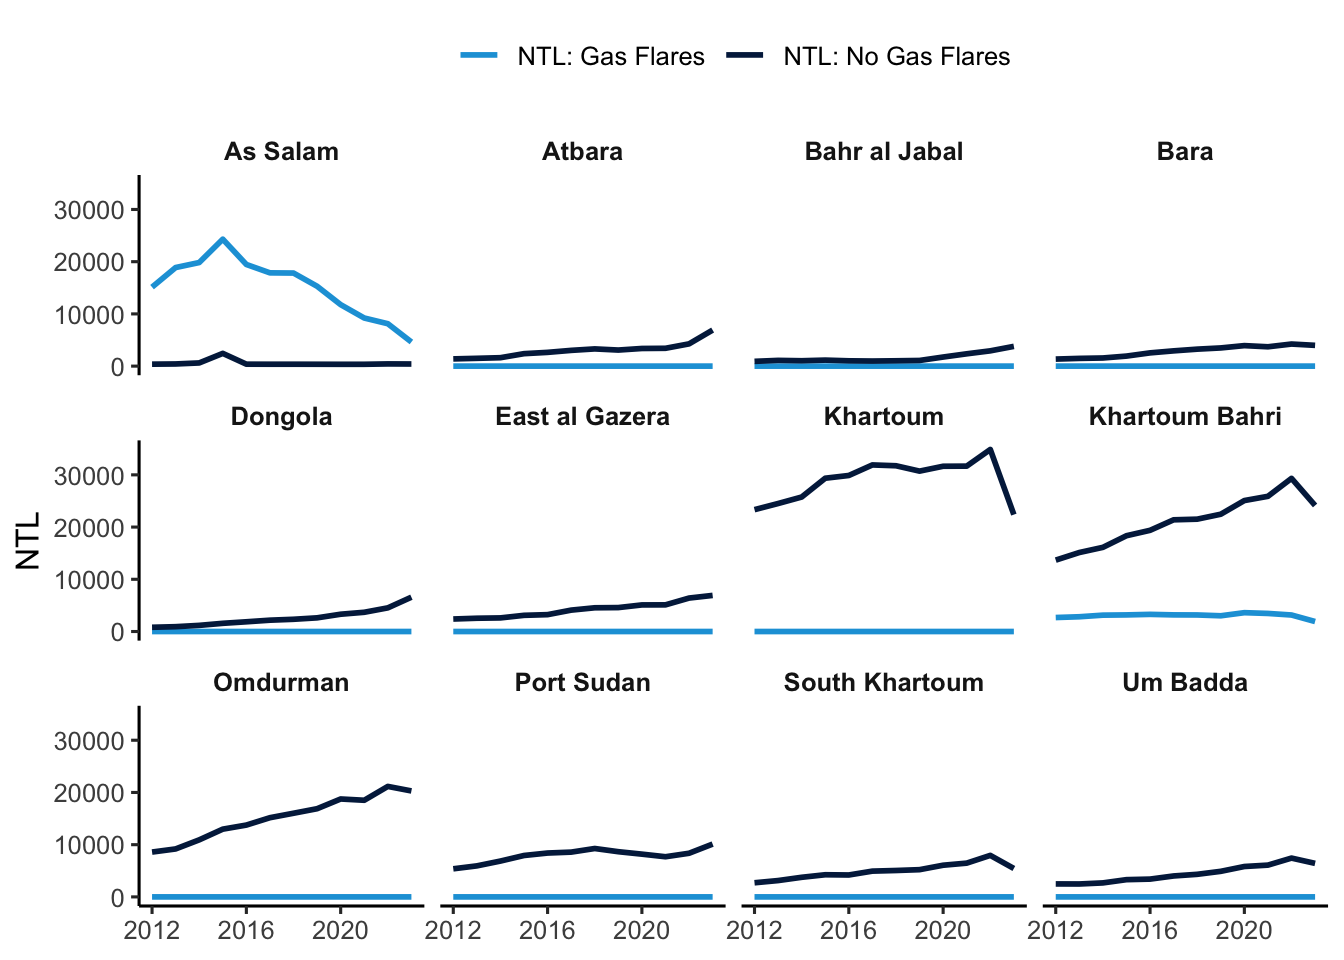 NTL: Gas Flares NTL: No Gas Flares
As Salam Atbara Bahr al Jabal Bara
30000
20000
10000
0
Dongola East al Gazera Khartoum Khartoum Bahri
NTL
30000
20000
10000
0
Omdurman Port Sudan South Khartoum Um Badda
30000
20000
10000
0
2012 2016 2020 2012 2016 2020 2012 2016 2020 2012 2016 2020